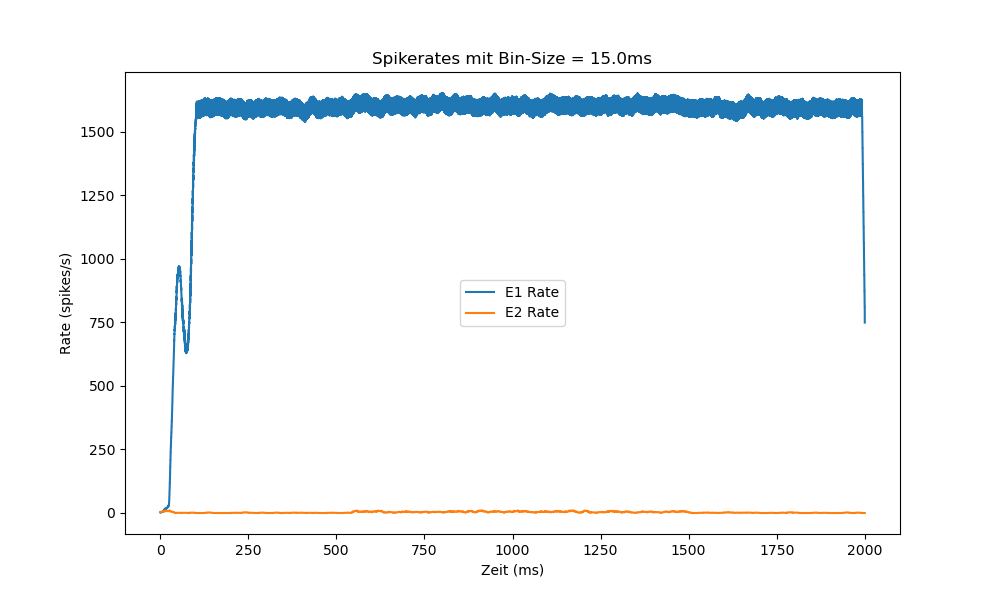 Spikerates mit Bin-Size = 15.0ms
Rate (spikes/s)
1500
1250
1000
750
500
250
0
E1 Rate
E2 Rate
0 250 500 750 1000 1250 1500 1750 2000
Zeit (ms)